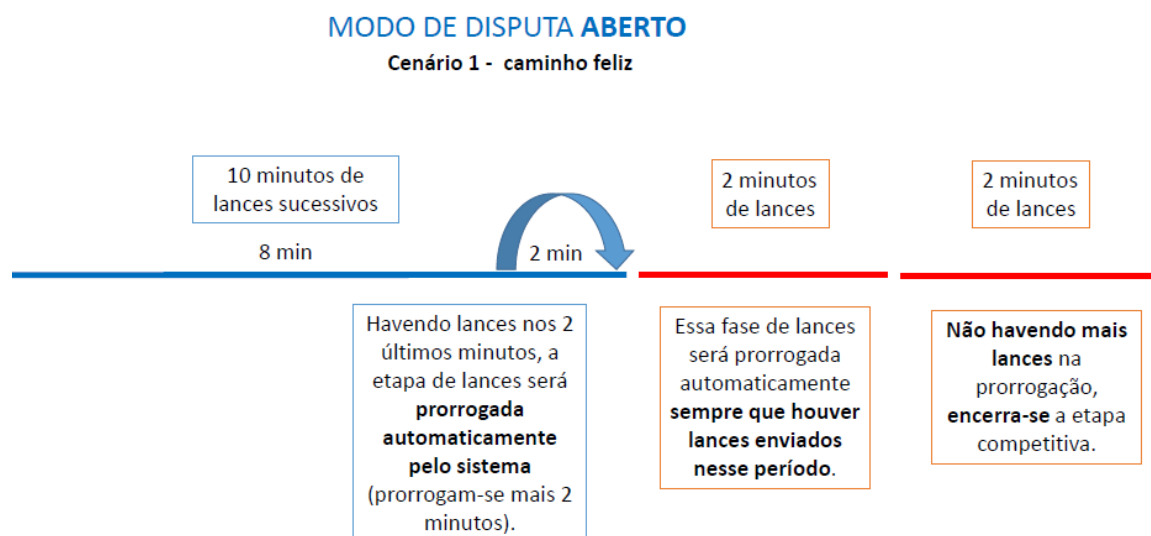 MODO DE DISPUTA ABERTO
Cenário 1 - caminho feliz
10 minutos de
lances sucessivos
8 min
2 min
2 minutos
de lances
2 minutos
de lances
Havendo lances nos 2
últimos minutos, a
etapa de lances será
prorrogada
automaticamente
pelo sistema
(prorrogam-se mais 2
minutos).
Essa fase de lances
será prorrogada
automaticamente
sempre que houver
lances enviados
nesse período.
Não havendo mais
lances na
prorrogação,
encerra-se a etapa
competitiva.